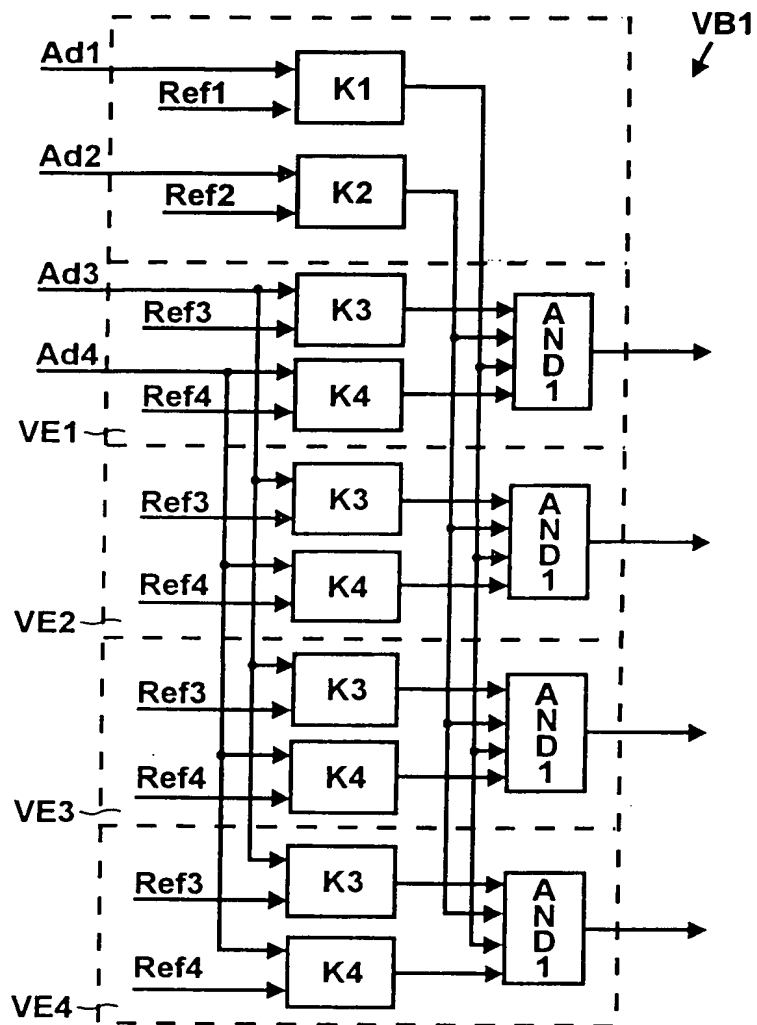 VB1
Ad1
Ref1
K1
Ad2
Ref2
K2
Ad3
Ref3
K3
Ad4
Ref4
K4
AND1
VE1
Ref3
K3
Ref4
K4
AND1
VE2
Ref3
K3
Ref4
K4
AND1
VE3
Ref3
K3
Ref4
K4
AND1
VE4